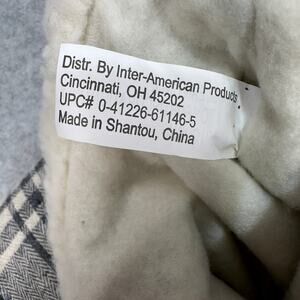 Distr. By Inter-American Products
Cincinnati, OH 45202
UPC# 0-41226-61146-5
Made in Shantou, China